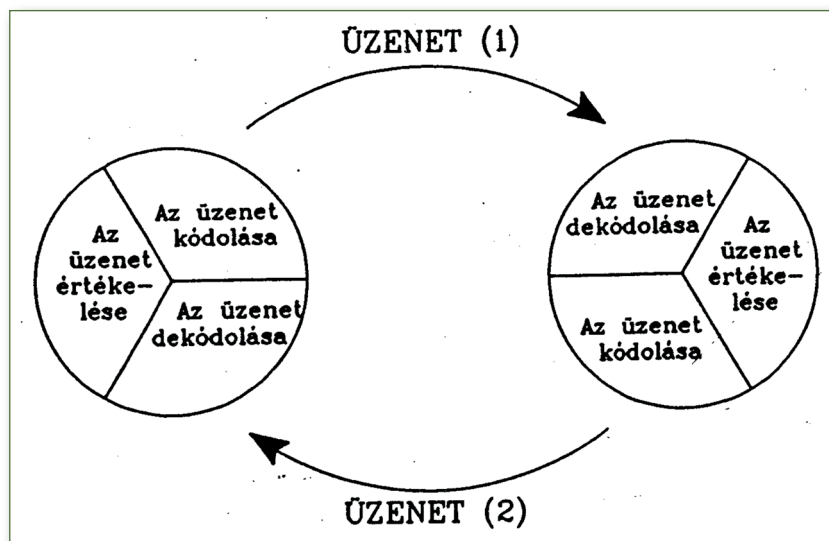 ÜZENET (1)
Az
üzenet
értéke-
lése
Az üzenet
kódolása
Az üzenet
dekódolása
Az üzenet
dekódolása
Az
üzenet
értéke-
lése
Az üzenet
kódolása
ÜZENET (2)